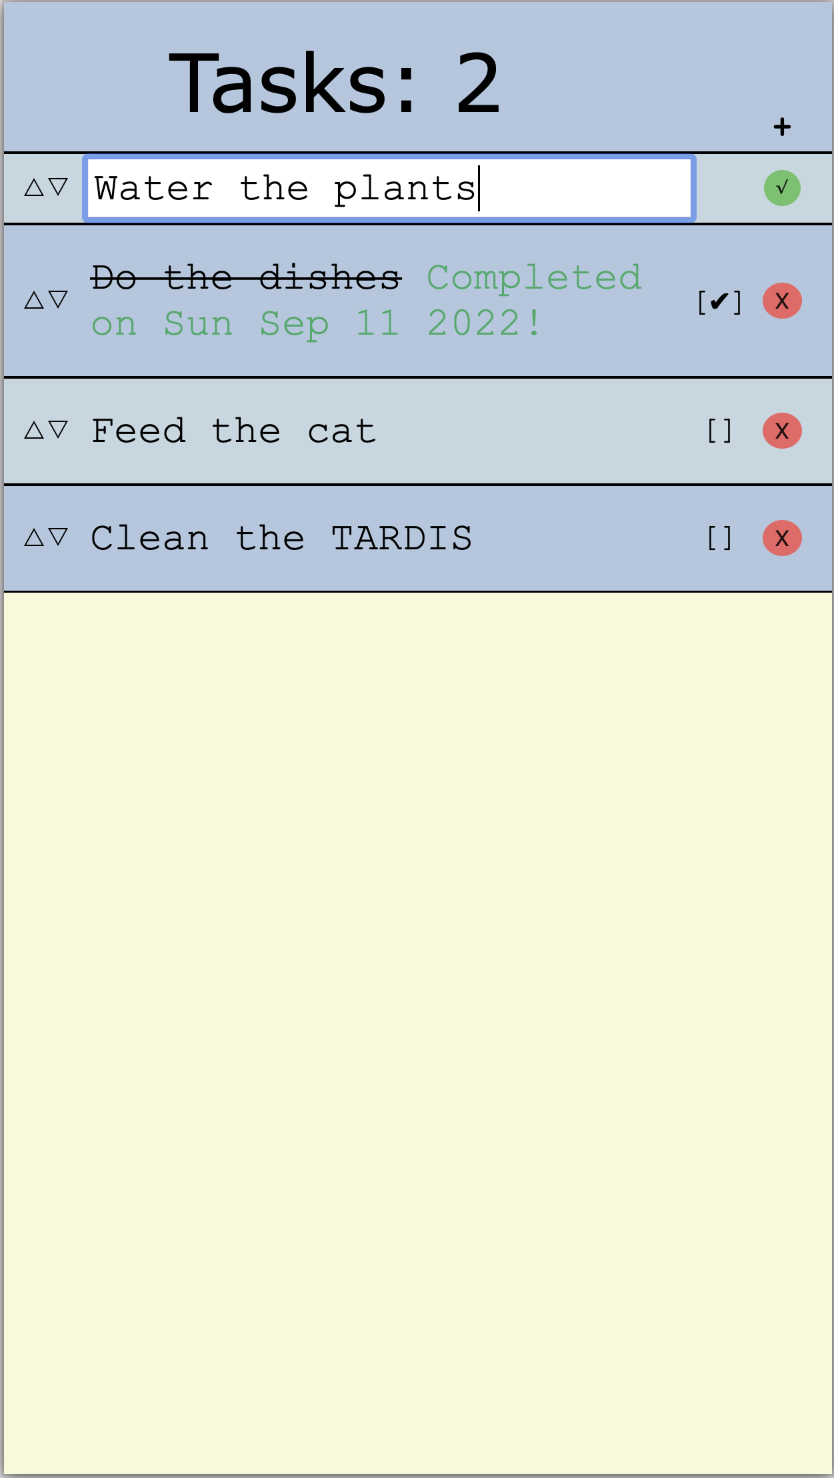 Tasks: 2
+
△▽ Water the plants √
Do the dishes Completed
△▽ [✔] X
on Sun Sep 11 2022!
△▽ Feed the cat [] X
△▽ Clean the TARDIS [] X